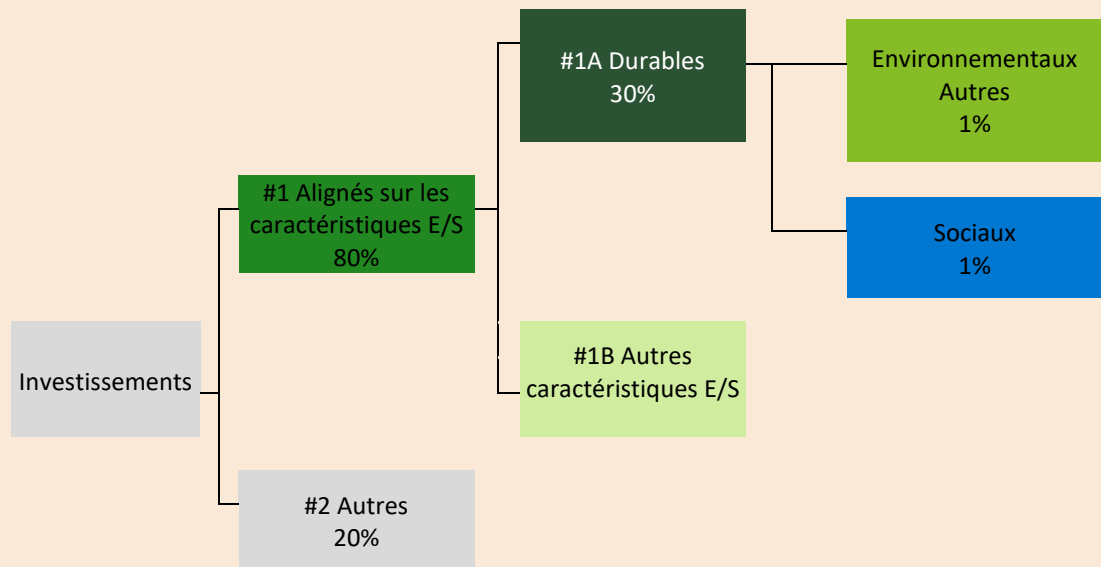 #1A Durables
30%
Environnementaux
Autres
1%
#1 Alignés sur les
caractéristiques E/S
80%
Sociaux
1%
Investissements
#1B Autres
caractéristiques E/S
#2 Autres
20%